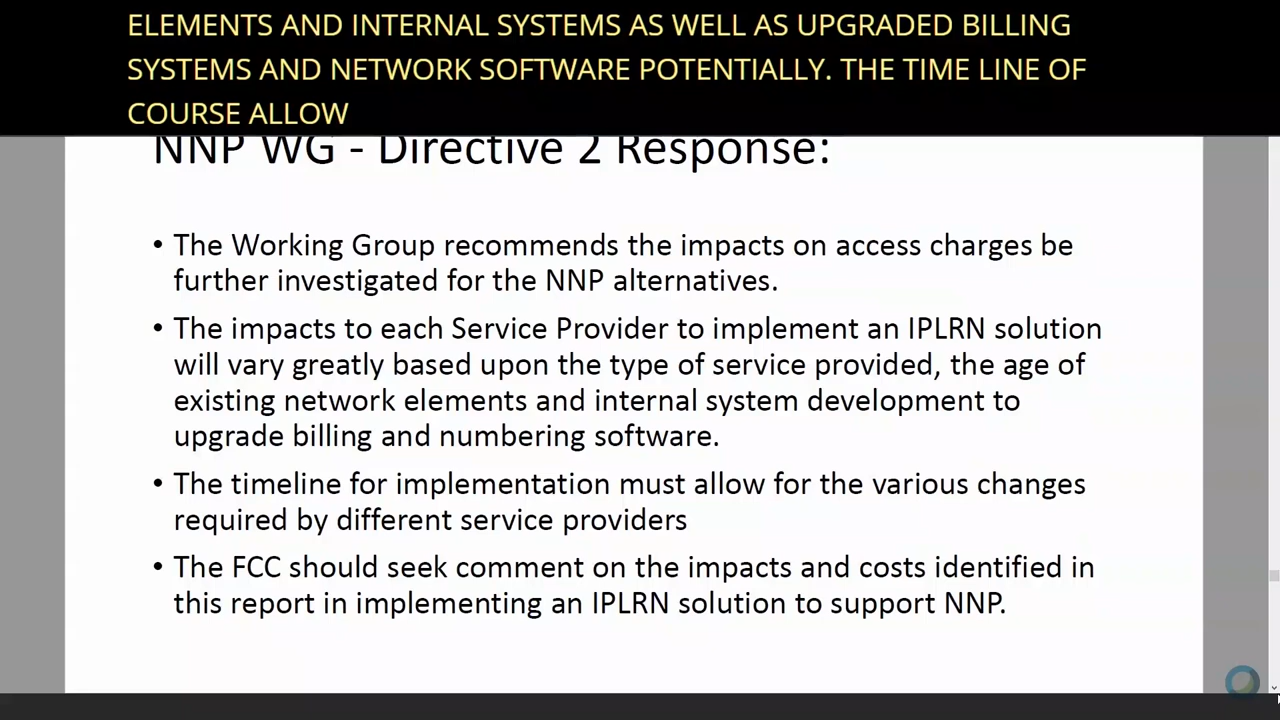 ELEMENTS AND INTERNAL SYSTEMS AS WELL AS UPGRADED BILLING
SYSTEMS AND NETWORK SOFTWARE POTENTIALLY. THE TIME LINE OF
COURSE ALLOW
NNP WG - Directive 2 Response:
• The Working Group recommends the impacts on access charges be
further investigated for the NNP alternatives.
• The impacts to each Service Provider to implement an IPLRN solution
will vary greatly based upon the type of service provided, the age of
existing network elements and internal system development to
upgrade billing and numbering software.
• The timeline for implementation must allow for the various changes
required by different service providers
• The FCC should seek comment on the impacts and costs identified in
this report in implementing an IPLRN solution to support NNP.